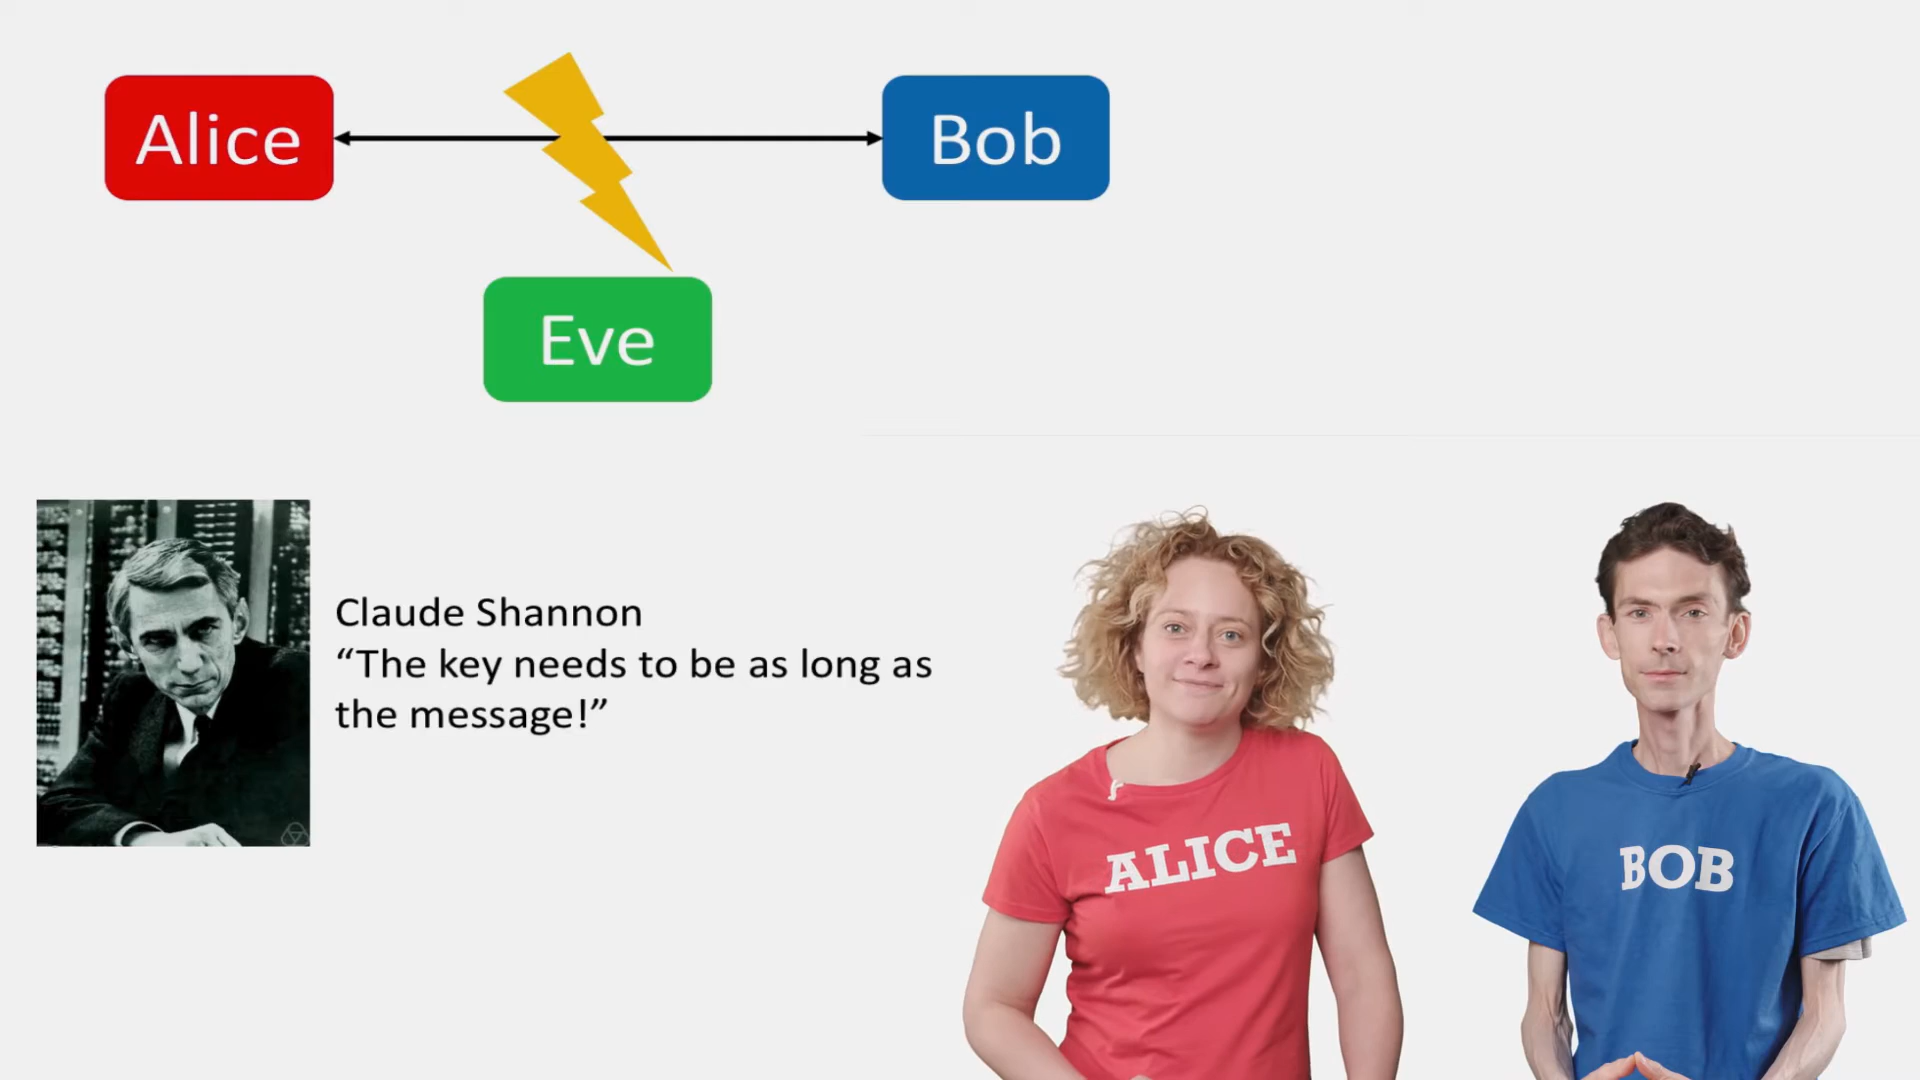 Alice
Bob
Eve
Claude Shannon
“The key needs to be as long as
the message!”
ALICE
BOB